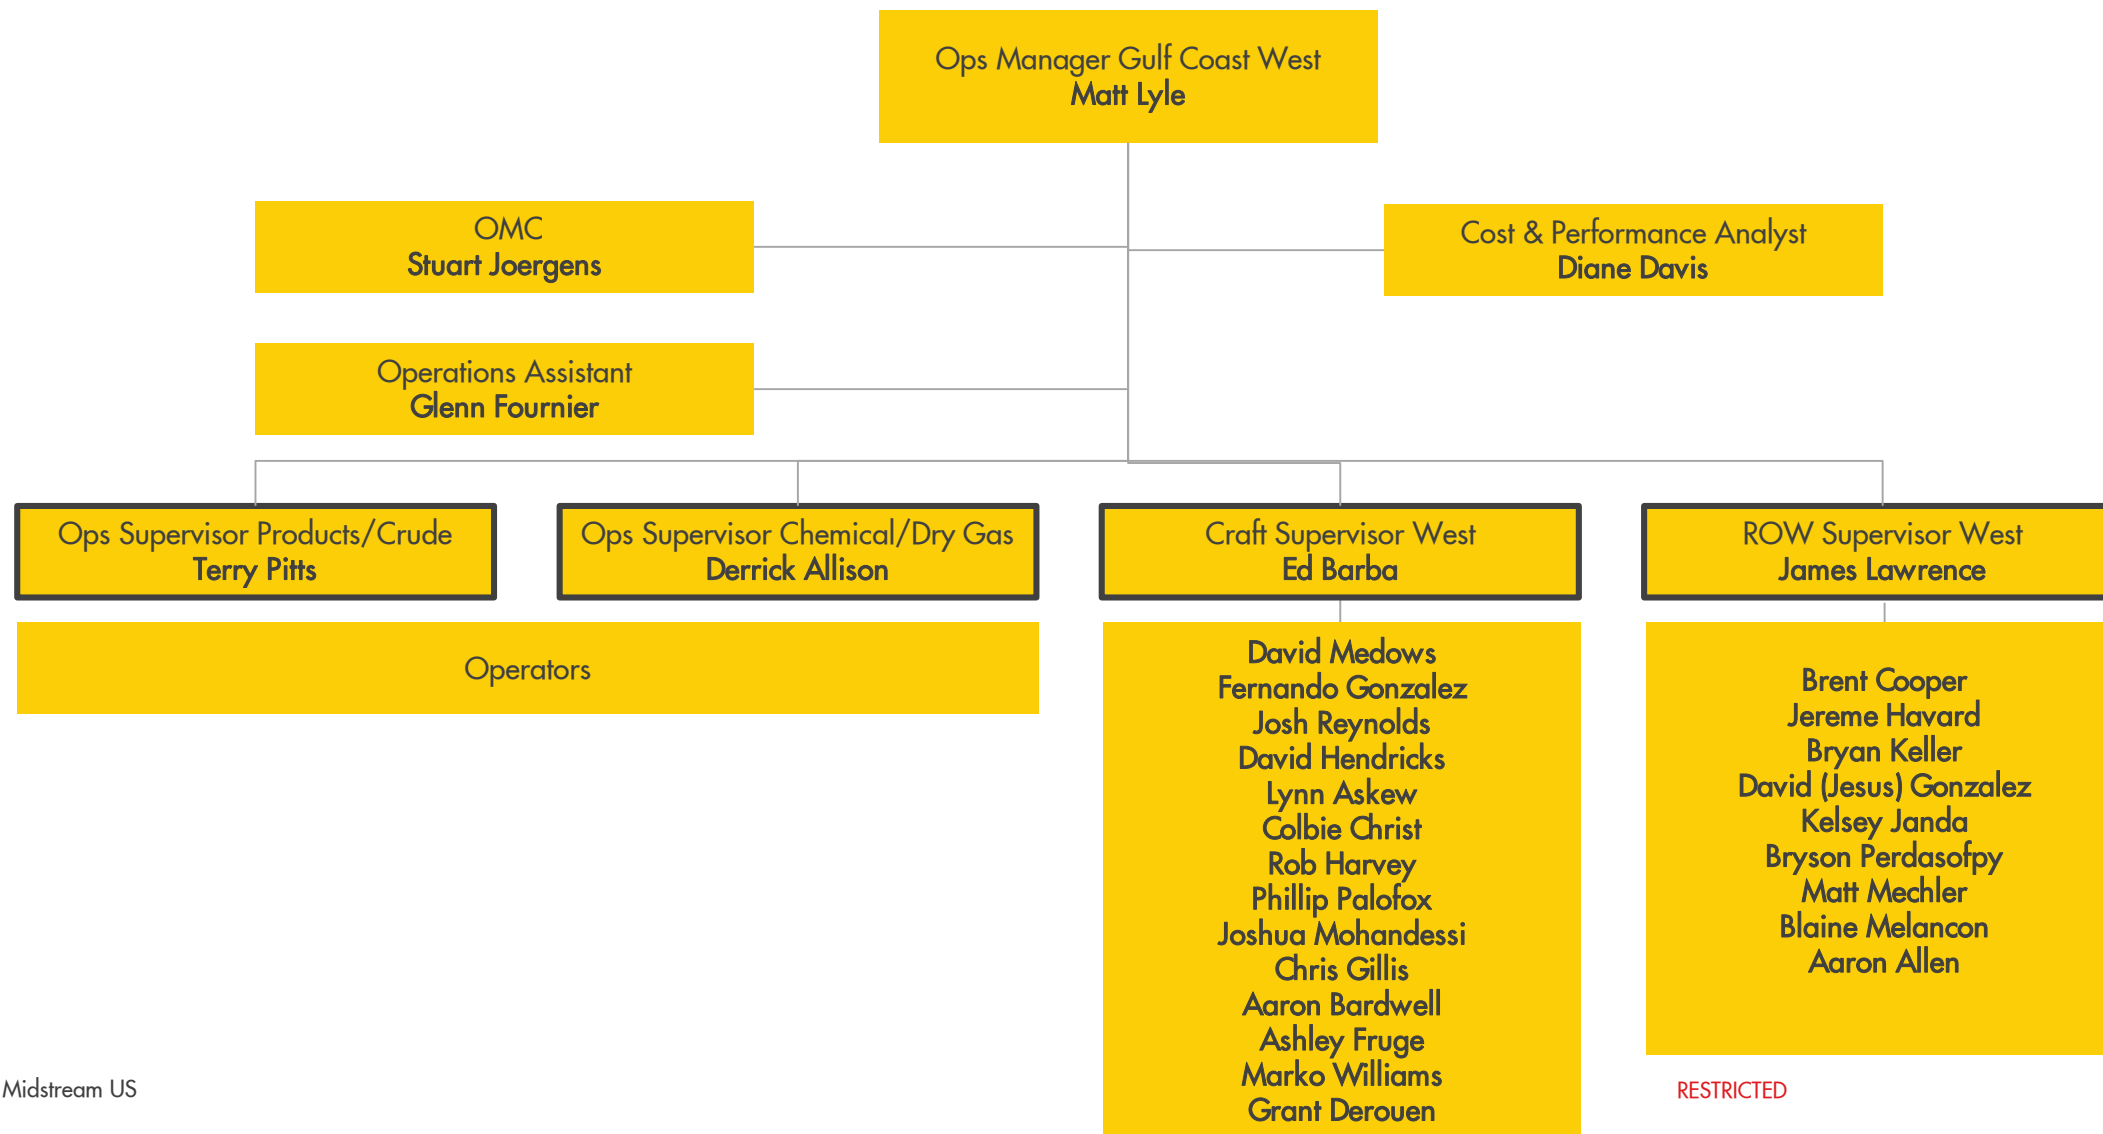 Ops Manager Gulf Coast West
Matt Lyle
OMC
Stuart Joergens
Cost & Performance Analyst
Diane Davis
Operations Assistant
Glenn Fournier
Ops Supervisor Products/Crude
Terry Pitts
Ops Supervisor Chemical/Dry Gas
Derrick Allison
Craft Supervisor West
Ed Barba
ROW Supervisor West
James Lawrence
Operators
David Medows
Fernando Gonzalez
Josh Reynolds
David Hendricks
Lynn Askew
Colbie Christ
Rob Harvey
Phillip Palofox
Joshua Mohandessi
Chris Gillis
Aaron Bardwell
Ashley Fruge
Marko Williams
Grant Derouen
Brent Cooper
Jereme Havard
Bryan Keller
David (Jesus) Gonzalez
Kelsey Janda
Bryson Perdasofpy
Matt Mechler
Blaine Melancon
Aaron Allen
Midstream US
RESTRICTED